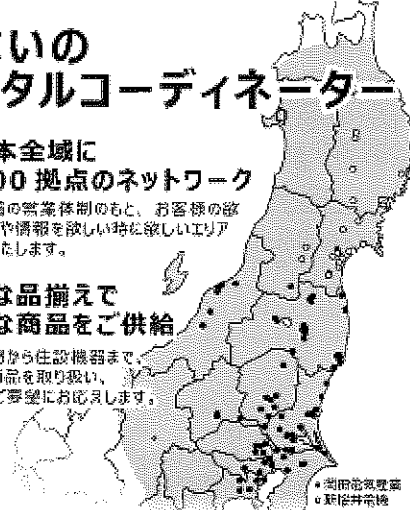 いの
タルコーディネーター
本全域に
00 拠点のネットワーク
の営業体制のもと、お客様の欲
や情報を欲しい時に欲しいエリア
たします。
な品揃えで
な商品をご供給
から住設機器まで、
商品を取り扱い、
ご要望にお応えします。